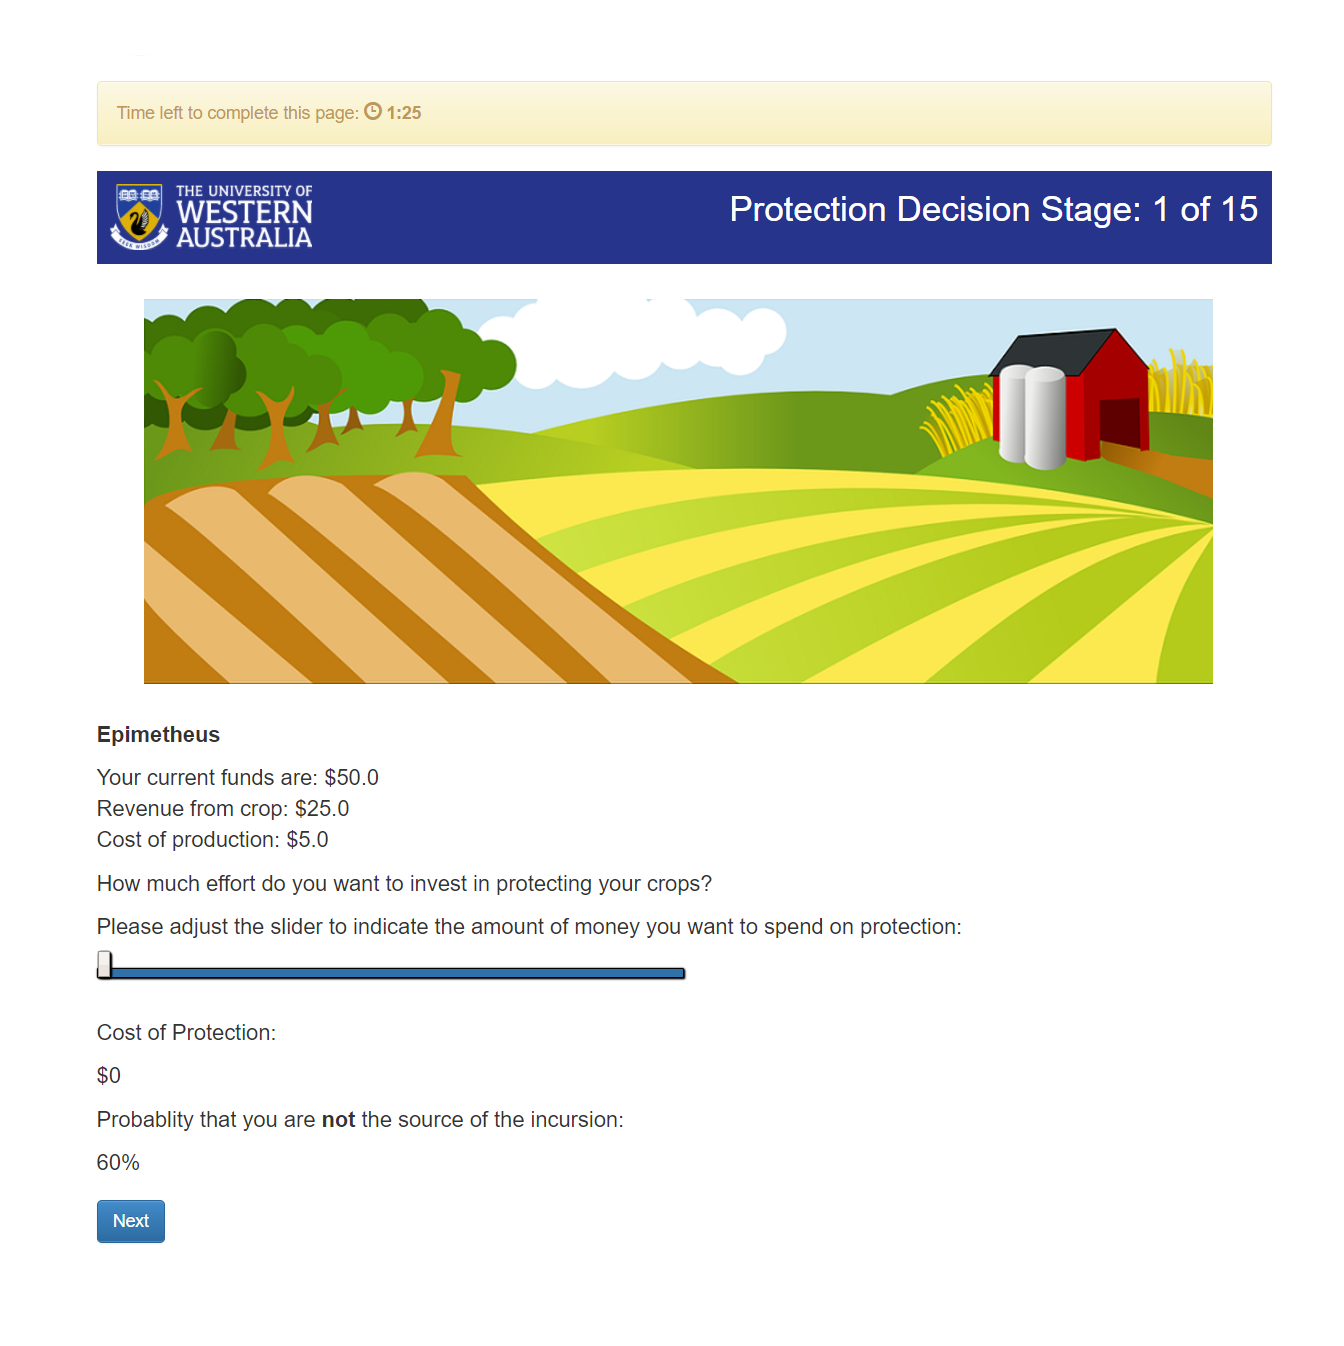 Time left to complete this page: 1:25
THE UNIVERSITY OF
WESTERN
AUSTRALIA
SEEK WISDOM
Protection Decision Stage: 1 of 15
Epimetheus
Your current funds are: $50.0
Revenue from crop: $25.0
Cost of production: $5.0
How much effort do you want to invest in protecting your crops?
Please adjust the slider to indicate the amount of money you want to spend on protection:
Cost of Protection:
$0
Probablity that you are not the source of the incursion:
60%
Next